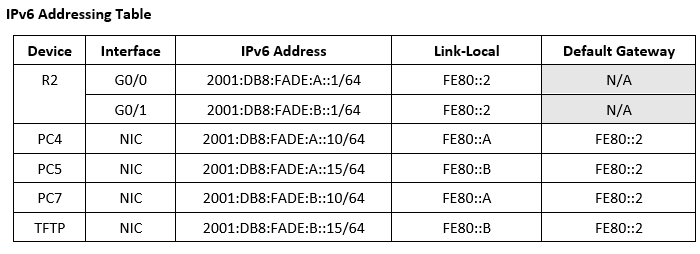 IPv6 Addressing Table
Device Interface IPv6 Address Link-Local Default Gateway
R2 G0/0 2001:DB8:FADE:A::1/64 FE80::2 N/A
G0/1 2001:DB8:FADE:B::1/64 FE80::2 N/A
PC4 NIC 2001:DB8:FADE:A::10/64 FE80::A FE80::2
PC5 NIC 2001:DB8:FADE:A::15/64 FE80::B FE80::2
PC7 NIC 2001:DB8:FADE:B::10/64 FE80::A FE80::2
TFTP NIC 2001:DB8:FADE:B::15/64 FE80::B FE80::2